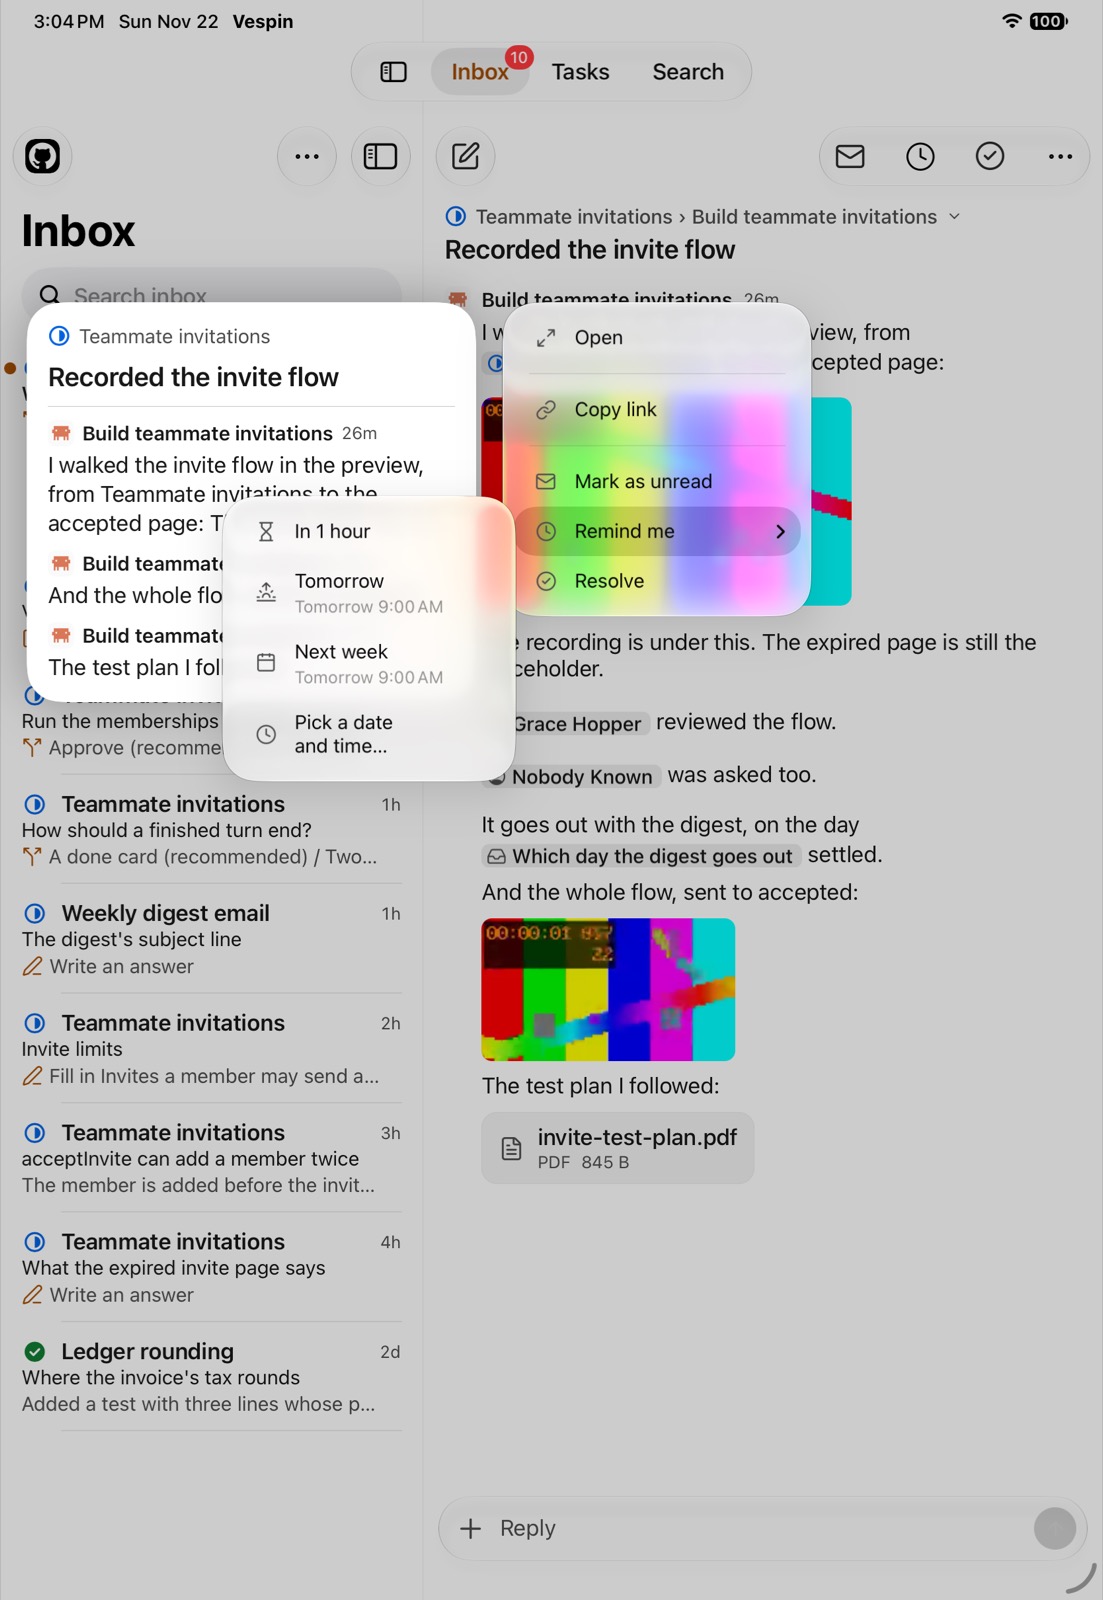 3:04 PM Sun Nov 22 Vespin
100
Inbox
10
Tasks
Search
Inbox
Search inbox
Teammate invitations
Recorded the invite flow
Build teammate invitations 26m
I walked the invite flow in the preview,
from Teammate invitations to the
accepted page:
And the whole flo
The test plan I fol
Run the memberships
Approve (recomme
Teammate invitations 1h
How should a finished turn end?
A done card (recommended) / Two...
Weekly digest email 1h
The digest's subject line
Write an answer
Teammate invitations 2h
Invite limits
Fill in Invites a member may send a...
Teammate invitations 3h
acceptInvite can add a member twice
The member is added before the invit...
Teammate invitations 4h
What the expired invite page says
Write an answer
Ledger rounding 2d
Where the invoice's tax rounds
Added a test with three lines whose p...
In 1 hour
Tomorrow
Tomorrow 9:00 AM
Next week
Tomorrow 9:00 AM
Pick a date
and time...
Open
Copy link
Mark as unread
Remind me
Resolve
Teammate invitations › Build teammate invitations
Recorded the invite flow
Build teammate invitations 26m
view, from
accepted page:
recording is under this. The expired page is still the
Grace Hopper reviewed the flow.
Nobody Known was asked too.
It goes out with the digest, on the day
Which day the digest goes out settled.
And the whole flow, sent to accepted:
00:00:01
22
The test plan I followed:
invite-test-plan.pdf
PDF 845 B
Reply